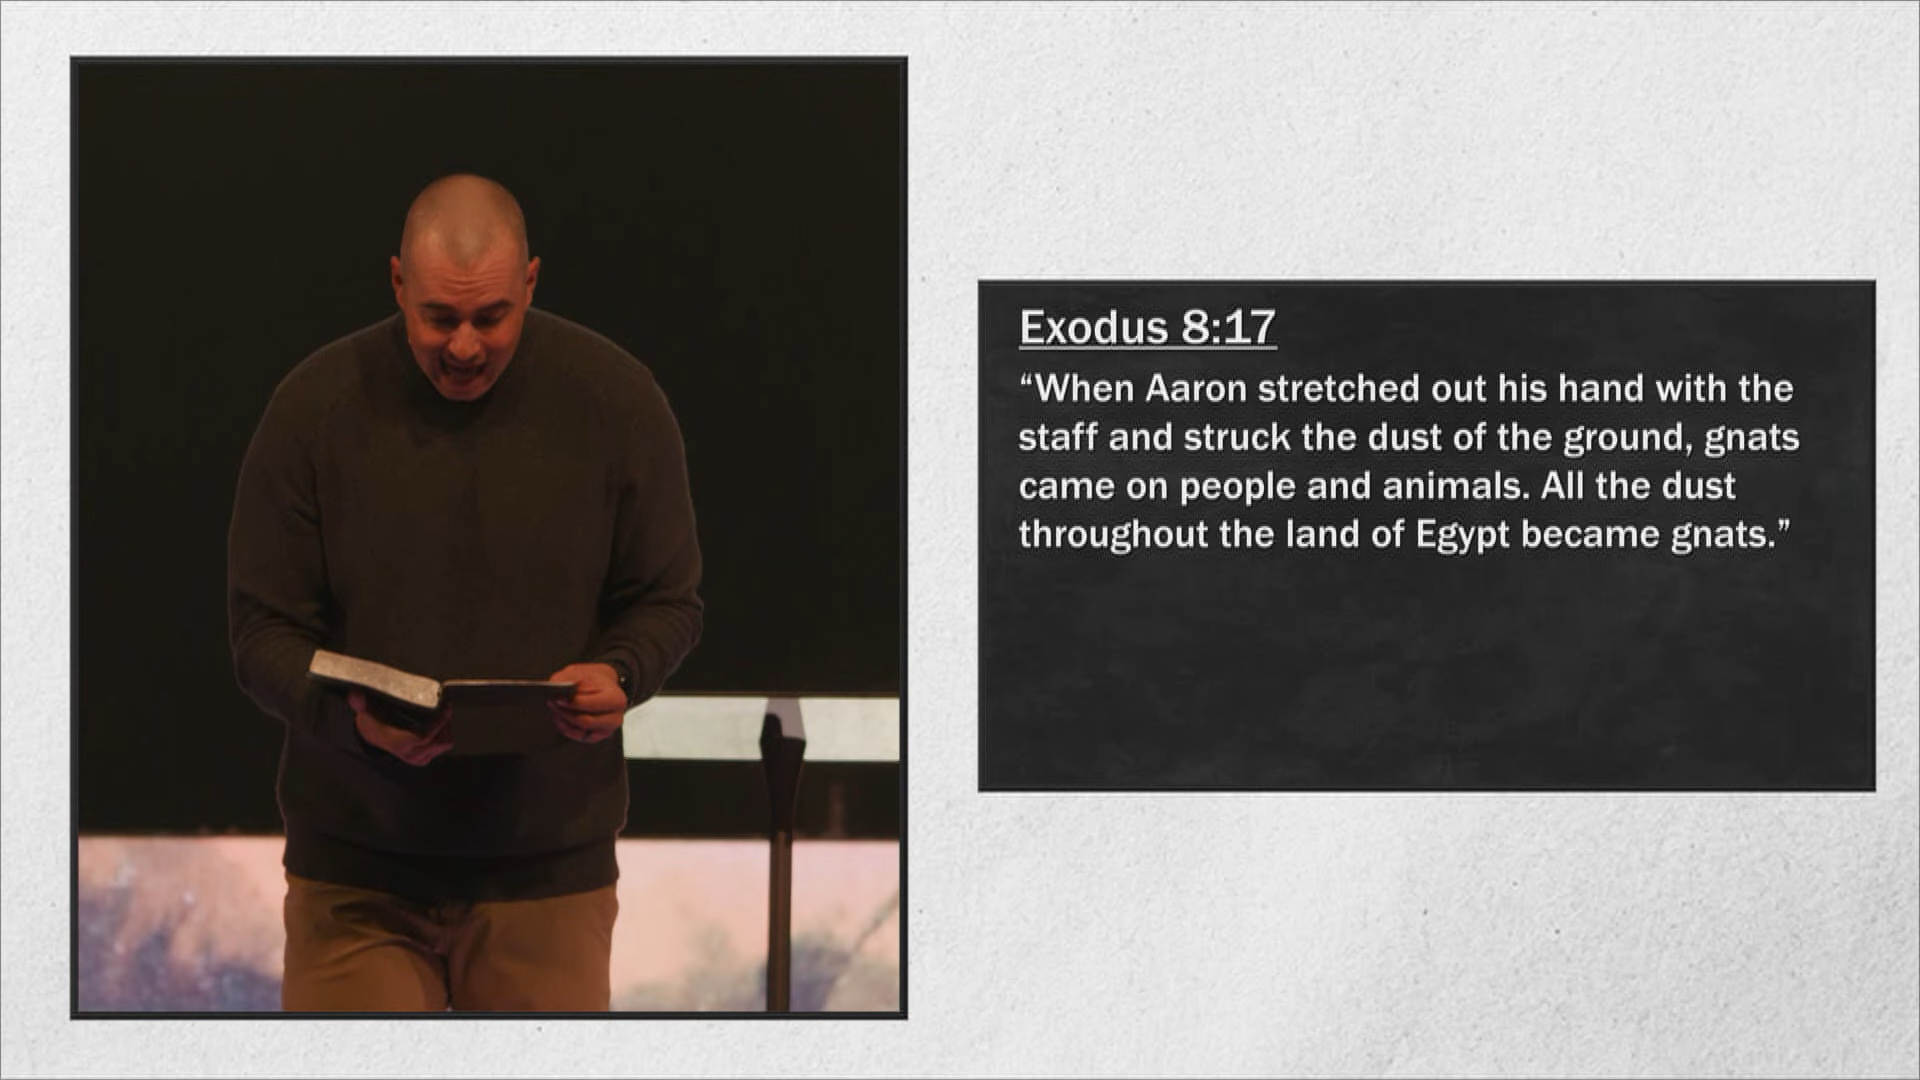 Exodus 8:17
“When Aaron stretched out his hand with the
staff and struck the dust of the ground, gnats
came on people and animals. All the dust
throughout the land of Egypt became gnats.”